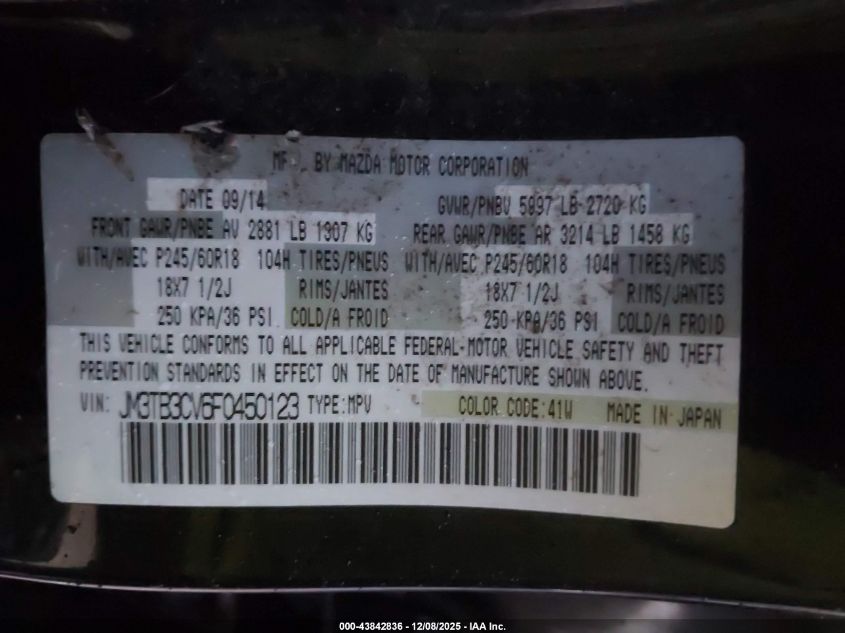 MFD. BY MAZDA MOTOR CORPORATION
DATE 09/14 GVWR/PNBV 5997 LB 2720 KG
FRONT GAWR/PNBE AV 2881 LB 1307 KG REAR GAWR/PNBE AR 3214 LB 1458 KG
WITH/AVEC P245/60R18 104H TIRES/PNEUS WITH/AVEC P245/60R18 104H TIRES/PNEUS
18X7 1/2J RIMS/JANTES 18X7 1/2J RIMS/JANTES
250 KPA/36 PSI COLD/A FROID 250 KPA/36 PSI COLD/A FROID
THIS VEHICLE CONFORMS TO ALL APPLICABLE FEDERAL-MOTOR VEHICLE SAFETY AND THEFT
PREVENTION STANDARDS IN EFFECT ON THE DATE OF MANUFACTURE SHOWN ABOVE.
VIN: JM3TB3CV6F0450123 TYPE:MPV COLOR CODE:41W MADE IN JAPAN
000-43842836 - 12/08/2025 - IAA Inc.